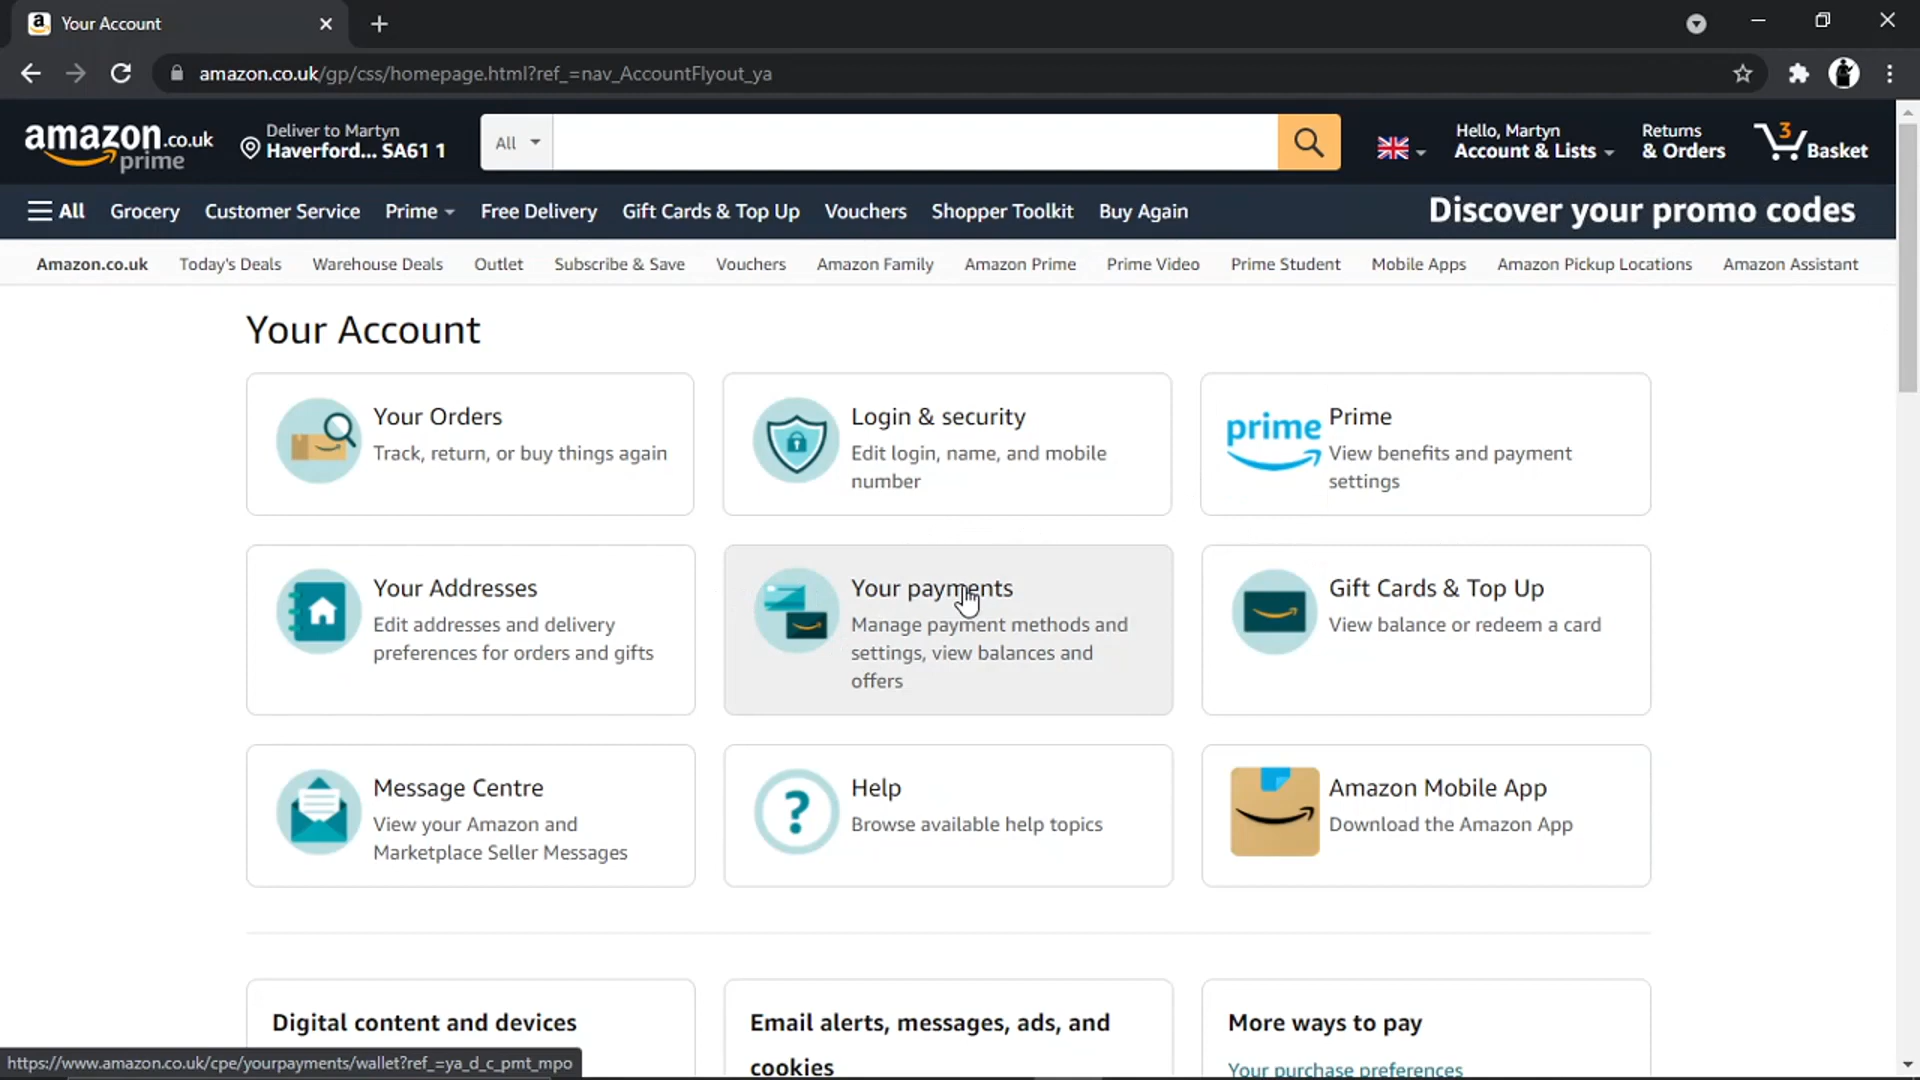 Your Account
amazon.co.uk/gp/css/homepage.html?ref_=nav_AccountFlyout_ya
amazon.co.uk
prime
Deliver to Martyn
Haverford... SA61 1
All
Hello, Martyn
Account & Lists
Returns
& Orders
3
Basket
All Grocery Customer Service Prime Free Delivery Gift Cards & Top Up Vouchers Shopper Toolkit Buy Again Discover your promo codes
Amazon.co.uk Today's Deals Warehouse Deals Outlet Subscribe & Save Vouchers Amazon Family Amazon Prime Prime Video Prime Student Mobile Apps Amazon Pickup Locations Amazon Assistant
Your Account
Your Orders
Track, return, or buy things again
Login & security
Edit login, name, and mobile
number
prime
Prime
View benefits and payment
settings
Your Addresses
Edit addresses and delivery
preferences for orders and gifts
Your payments
Manage payment methods and
settings, view balances and
offers
Gift Cards & Top Up
View balance or redeem a card
Message Centre
View your Amazon and
Marketplace Seller Messages
?
Help
Browse available help topics
Amazon Mobile App
Download the Amazon App
Digital content and devices
Email alerts, messages, ads, and
cookies
More ways to pay
Your purchase preferences
https://www.amazon.co.uk/cpe/yourpayments/wallet?ref_=ya_d_c_pmt_mpo